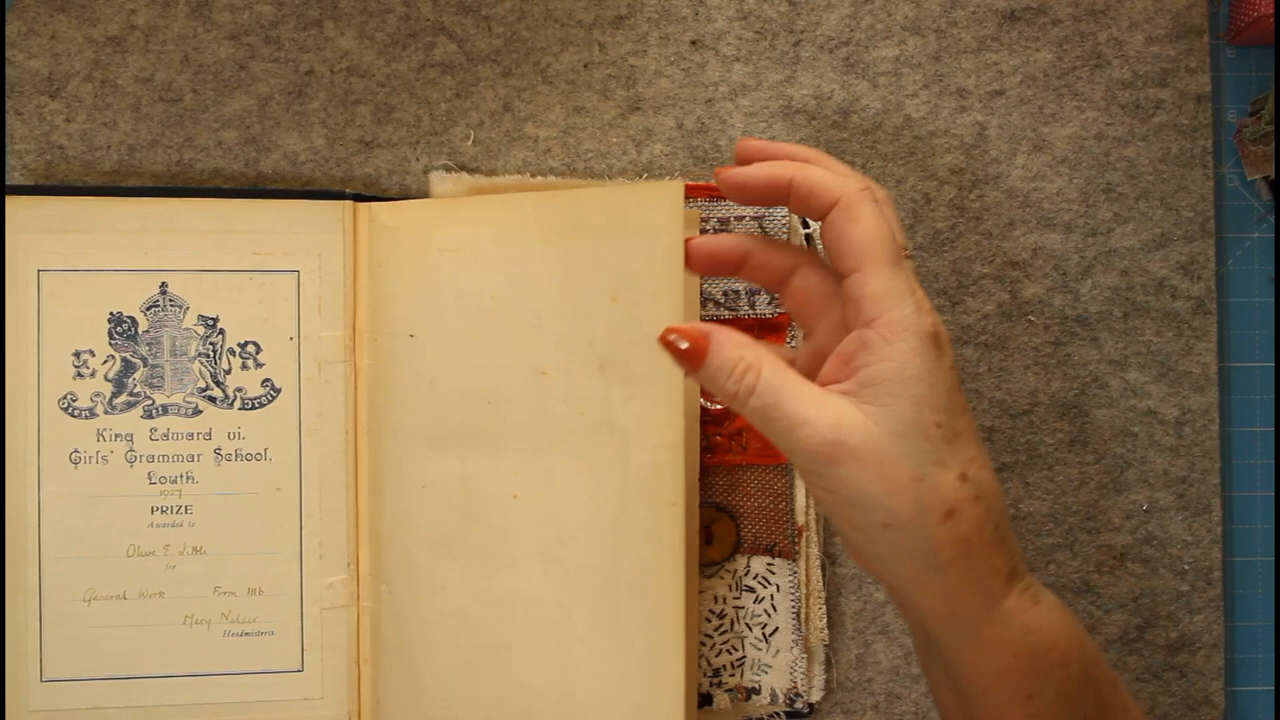 E R
Dieu et mon Droit
King Edward vi.
Girls' Grammar School,
Louth.
1927
PRIZE
Awarded to
Olive E. Little
for
General Work Form IIIb
Mary
Headmistress.